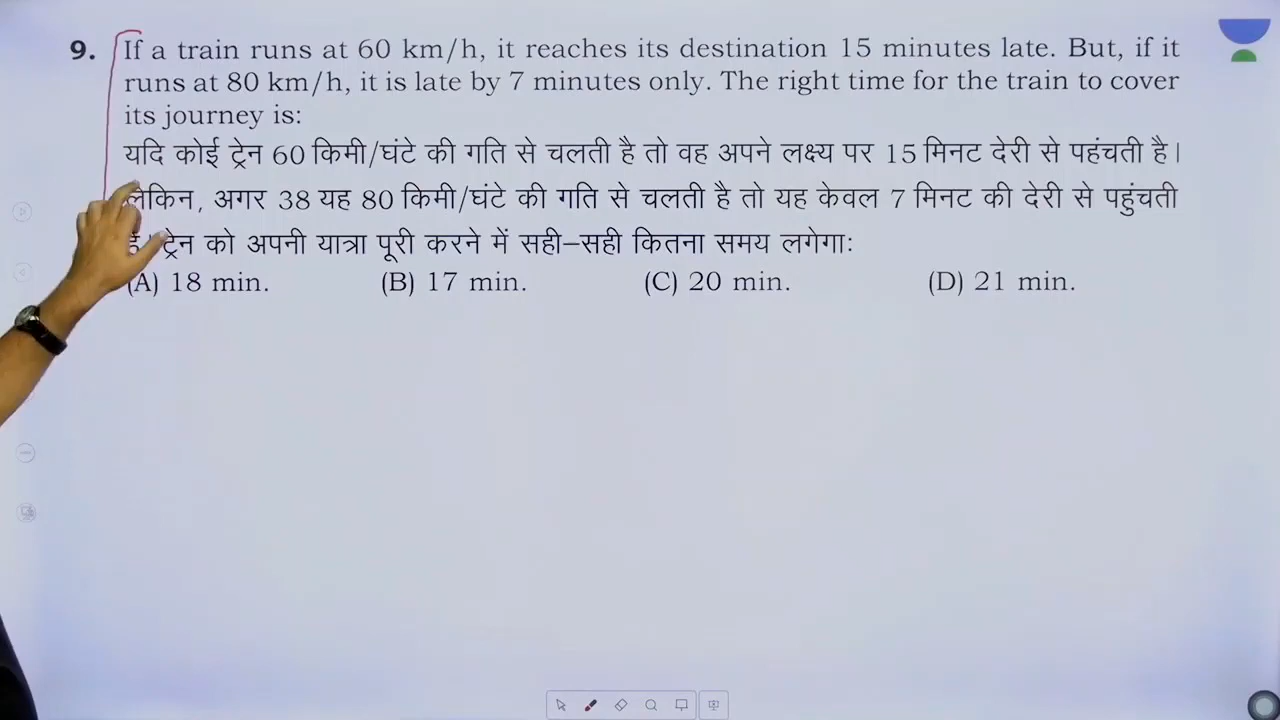 9. If a train runs at 60 km/h, it reaches its destination 15 minutes late. But, if it
runs at 80 km/h, it is late by 7 minutes only. The right time for the train to cover
its journey is:
यदि कोई ट्रेन 60 किमी/घंटे की गति से चलती है तो वह अपने लक्ष्य पर 15 मिनट देरी से पहंचती है।
लेकिन, अगर 38 यह 80 किमी/घंटे की गति से चलती है तो यह केवल 7 मिनट की देरी से पहुंचती
है। ट्रेन को अपनी यात्रा पूरी करने में सही–सही कितना समय लगेगा:
(A) 18 min. (B) 17 min. (C) 20 min. (D) 21 min.